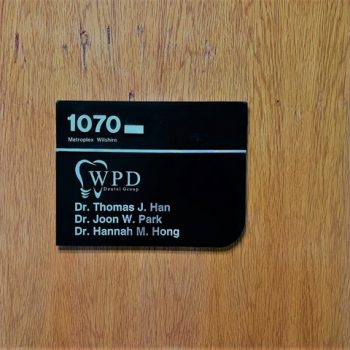 1070
Metroplex Wilshire
WPD
Dental Group
Dr. Thomas J. Han
Dr. Joon W. Park
Dr. Hannah M. Hong